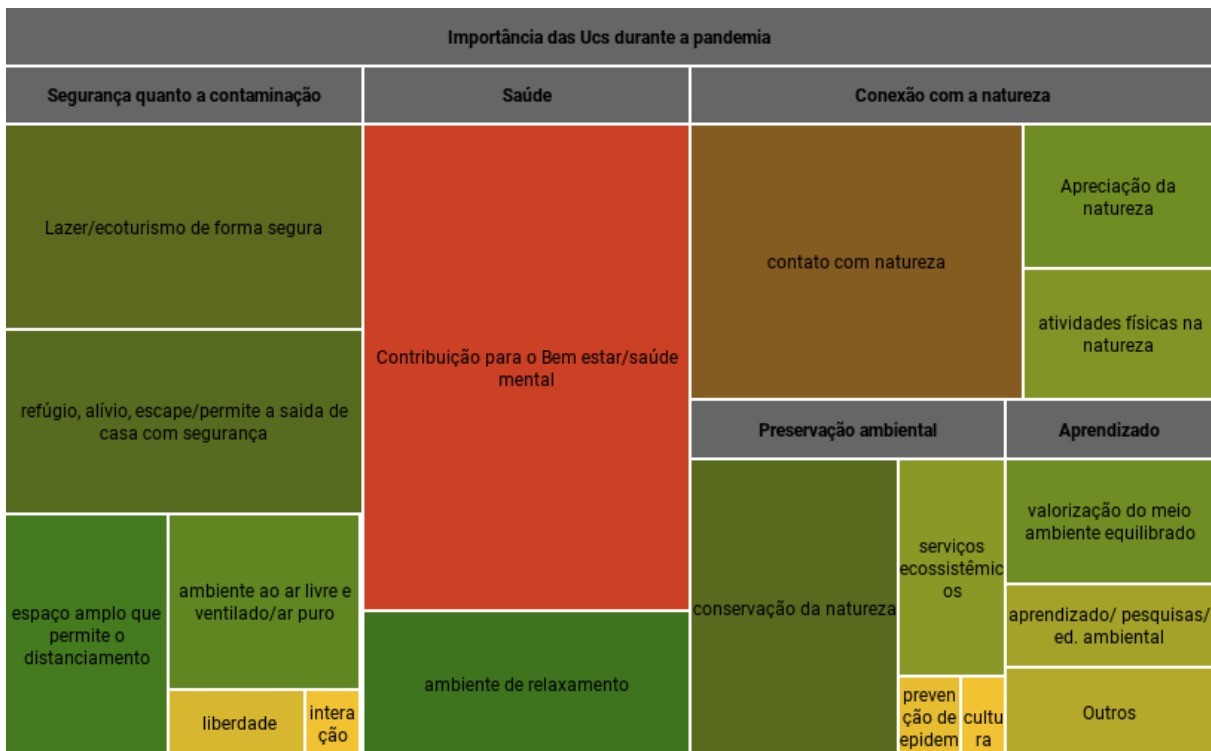 Importância das Ucs durante a pandemia
Segurança quanto a contaminação
Saúde
Conexão com a natureza
Lazer/ecoturismo de forma segura
refúgio, alívio, escape/permite a saida de
casa com segurança
espaço amplo que
permite o
distanciamento
ambiente ao ar livre e
ventilado/ar puro
liberdade
intera
ção
Contribuição para o Bem estar/saúde
mental
ambiente de relaxamento
contato com natureza
Apreciação da
natureza
atividades físicas na
natureza
Preservação ambiental
Aprendizado
conservação da natureza
serviços
ecossistêmic
os
preven
ção de
epidem
cultu
ra
valorização do meio
ambiente equilibrado
aprendizado/ pesquisas/
ed. ambiental
Outros